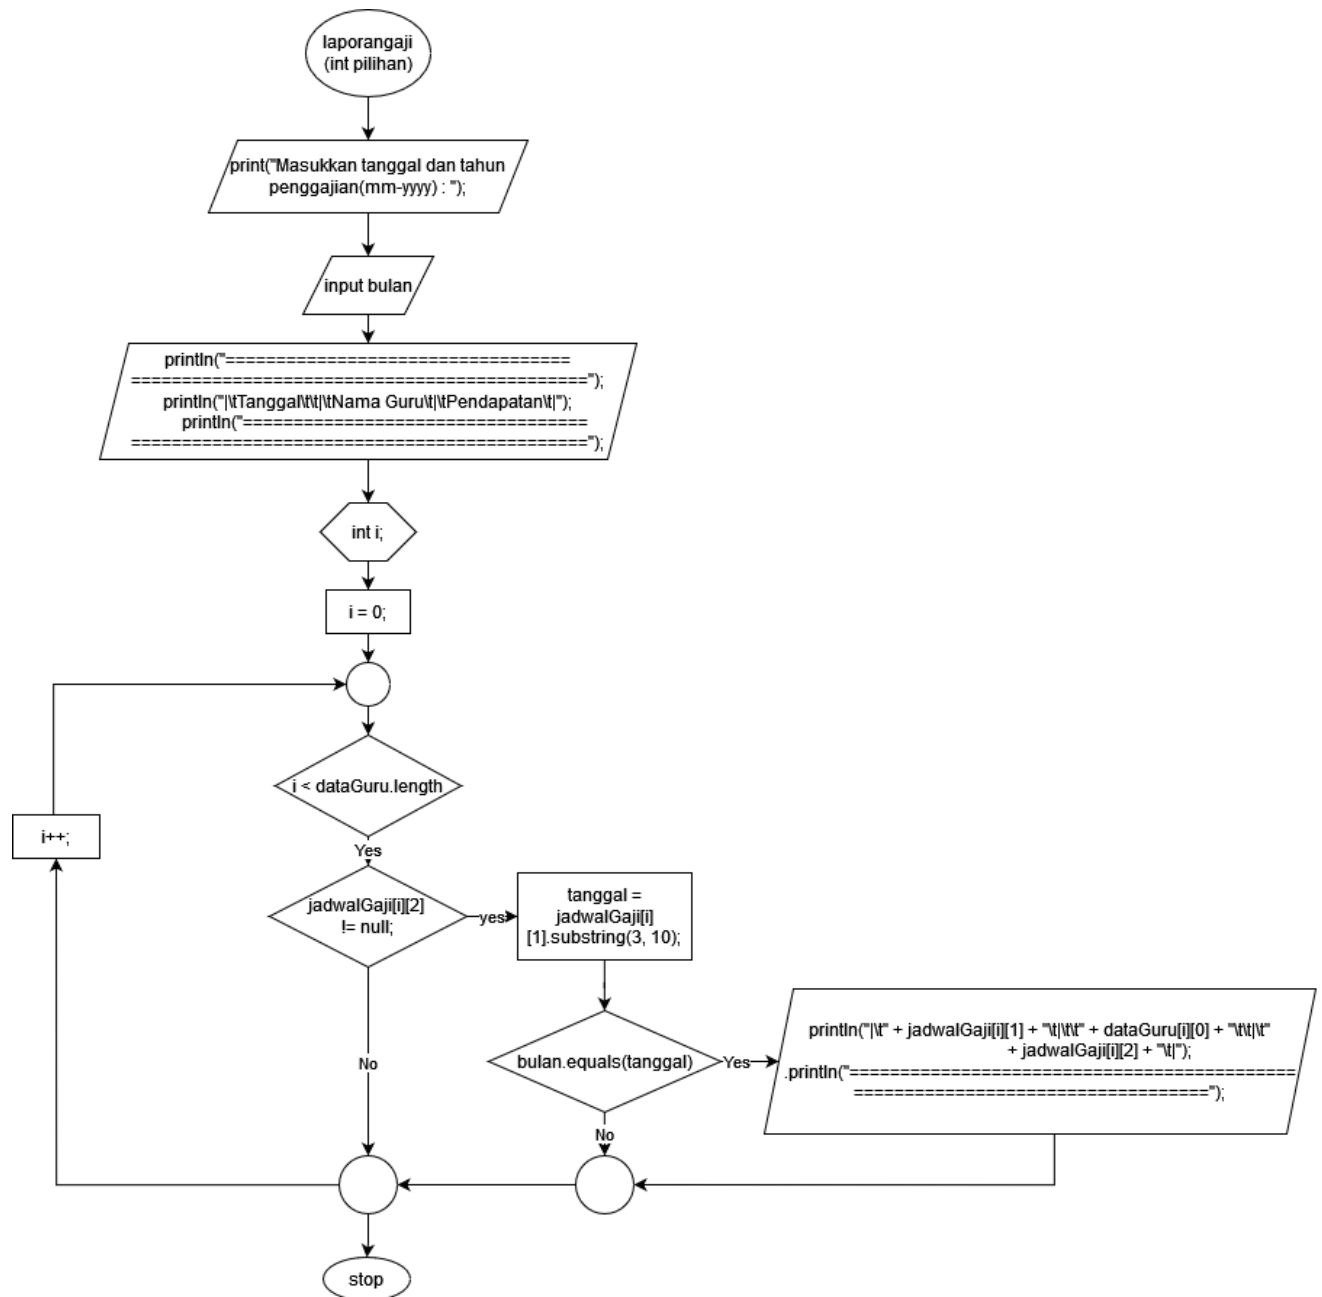 laporangaji
(int pilihan)
print("Masukkan tanggal dan tahun
penggajian(mm-yyyy) : ");
input bulan
println("==================================
=============================================");
println("|\tTanggal\t\t|\tNama Guru\t|\tPendapatan\t|");
println("==================================
=============================================");
int i;
i = 0;
i < dataGuru.length
i++;
Yes
jadwalGaji[i][2]
!= null;
yes
tanggal =
jadwalGaji[i]
[1].substring(3, 10);
No
bulan.equals(tanggal)
Yes
println("|\t" + jadwalGaji[i][1] + "\t|\t\t" + dataGuru[i][0] + "\t\t|\t"
+ jadwalGaji[i][2] + "\t|");
.println("============================================
===================================");
No
stop